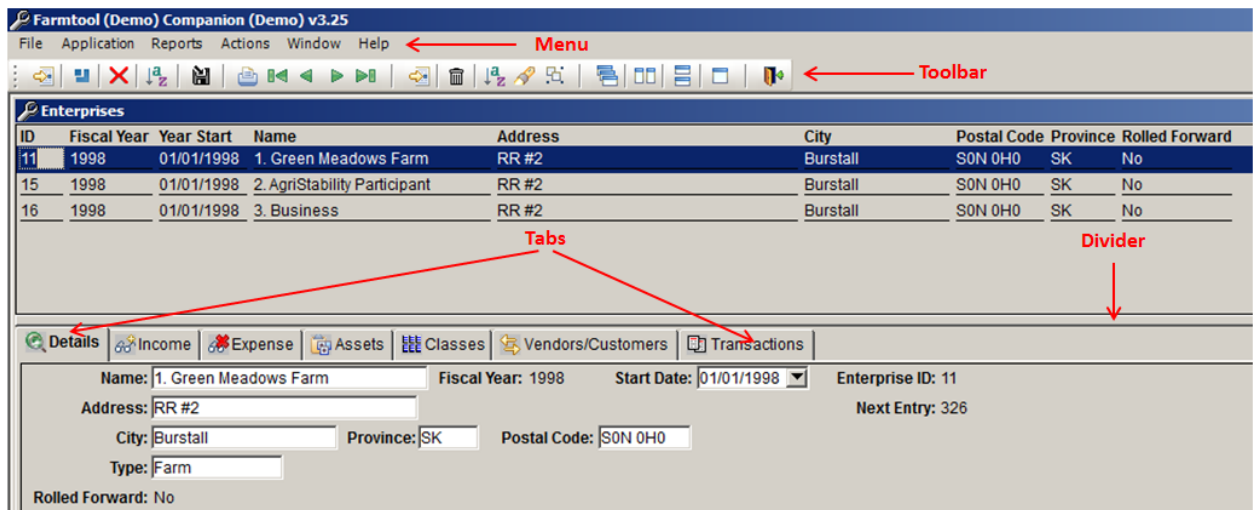 Farmtool (Demo) Companion (Demo) v3.25
File Application Reports Actions Window Help Menu
Toolbar
Enterprises
ID Fiscal Year Year Start Name Address City Postal Code Province Rolled Forward
11 1998 01/01/1998 1. Green Meadows Farm RR #2 Burstall S0N 0H0 SK No
15 1998 01/01/1998 2. AgriStability Participant RR #2 Burstall S0N 0H0 SK No
16 1998 01/01/1998 3. Business RR #2 Burstall S0N 0H0 SK No
Tabs Divider
Details Income Expense Assets Classes Vendors/Customers Transactions
Name: 1. Green Meadows Farm Fiscal Year: 1998 Start Date: 01/01/1998 Enterprise ID: 11
Address: RR #2 Next Entry: 326
City: Burstall Province: SK Postal Code: S0N 0H0
Type: Farm
Rolled Forward: No